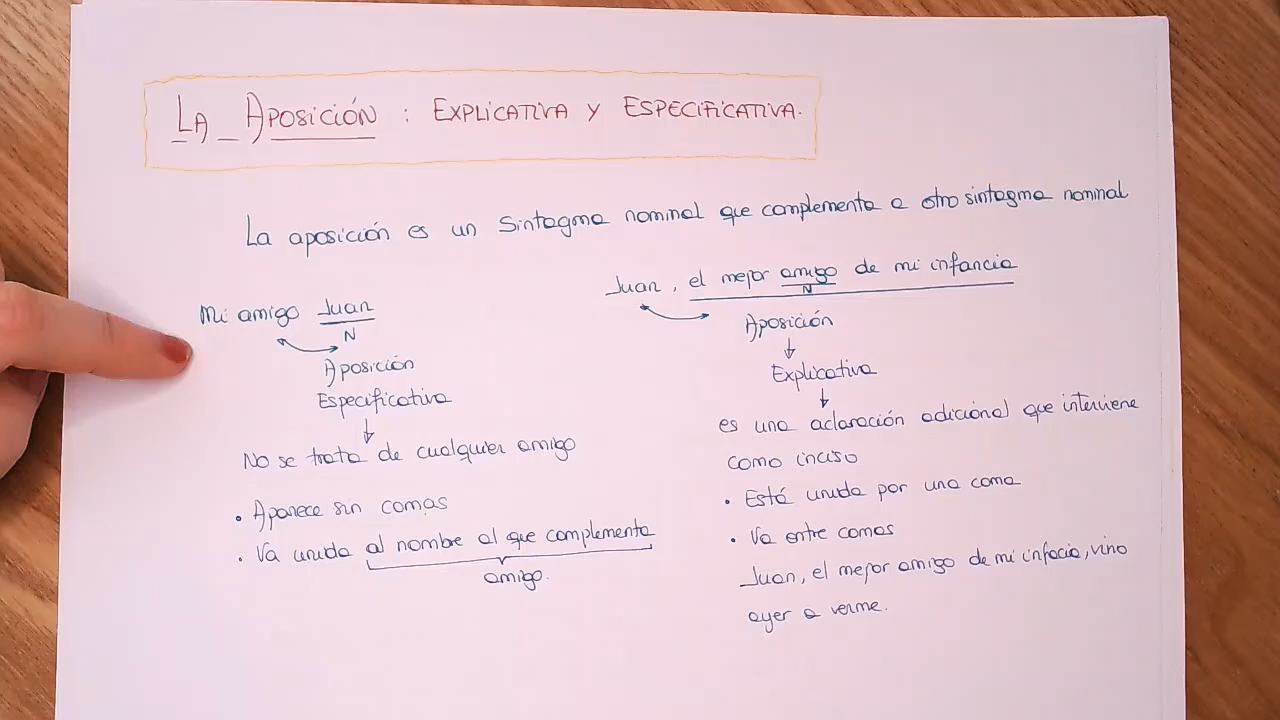 LA APOSICIÓN : EXPLICATIVA Y ESPECIFICATIVA.
La aposición es un sintagma nominal que complementa a otro sintagma nominal
Mi amigo Juan
N
Aposición
Especificativa
No se trata de cualquier amigo
• Aparece sin comas
• Va unida al nombre al que complementa
amigo.
Juan, el mejor amigo de mi infancia
N
Aposición
Explicativa
es una aclaración adicional que interviene
como inciso
• Está unida por una coma
• Va entre comas
Juan, el mejor amigo de mi infacia, vino
ayer a verme.